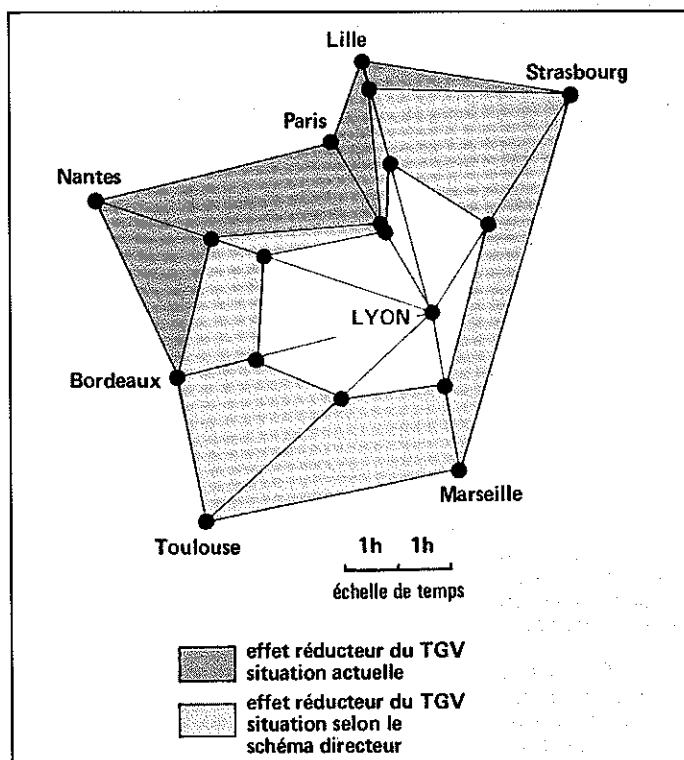 Lille
Strasbourg
Paris
Nantes
LYON
Bordeaux
Marseille
Toulouse
1h 1h
échelle de temps
effet réducteur du TGV
situation actuelle
effet réducteur du TGV
situation selon le
schéma directeur